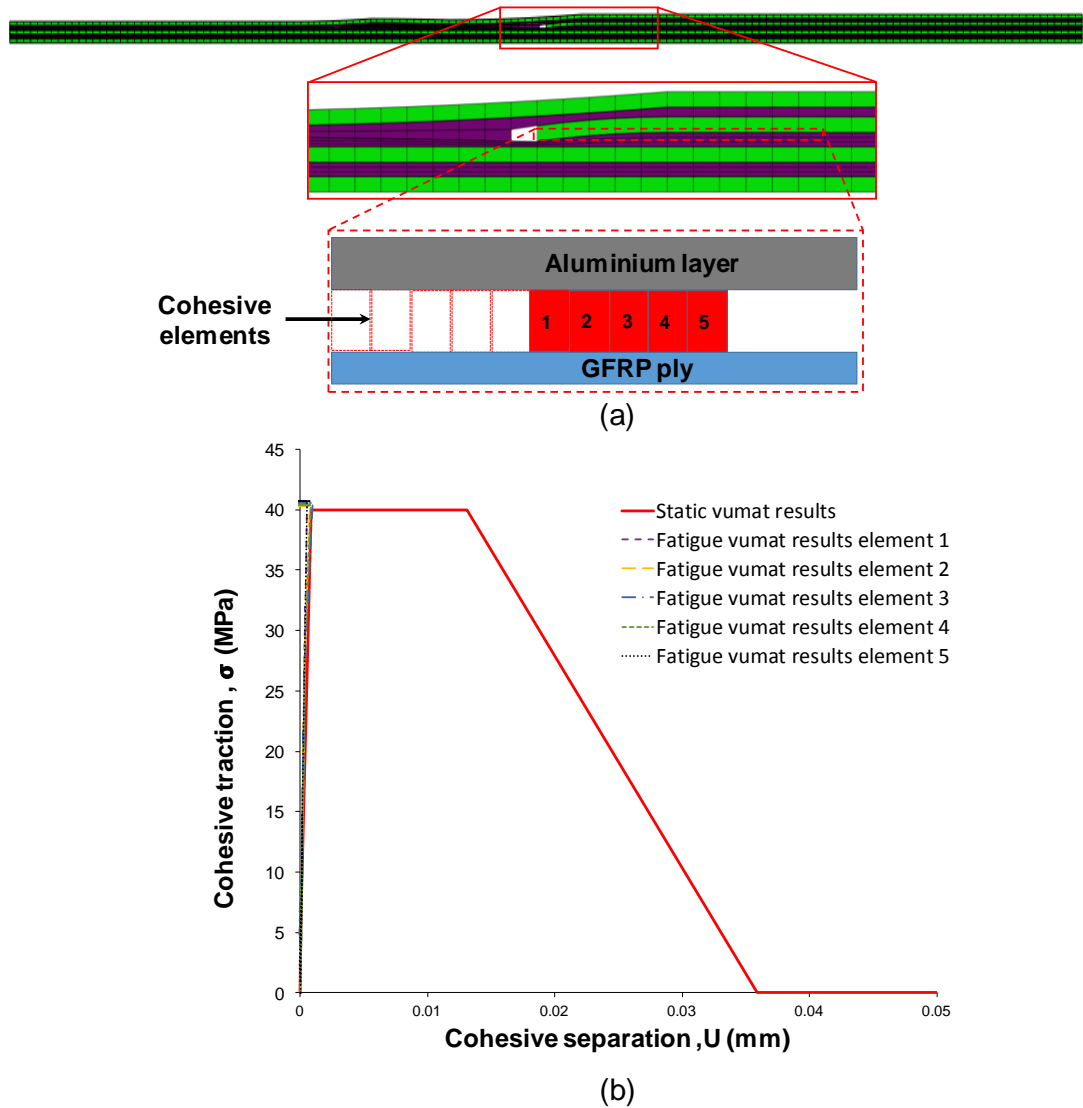 Aluminium layer
Cohesive
elements
1 2 3 4 5
GFRP ply
(a)
45
40
35
30
25
20
15
10
5
0
Cohesive traction , σ (MPa)
Static vumat results
Fatigue vumat results element 1
Fatigue vumat results element 2
Fatigue vumat results element 3
Fatigue vumat results element 4
Fatigue vumat results element 5
0 0.01 0.02 0.03 0.04 0.05
Cohesive separation ,U (mm)
(b)